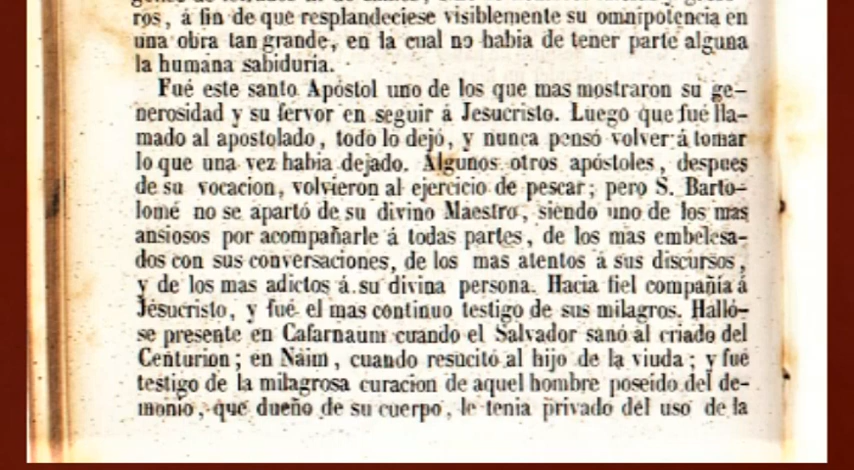 ros, á fin de que resplandeciese visiblemente su omnipotencia en
una obra tan grande, en la cual no habia de tener parte alguna
la humana sabiduría.
Fué este santo Apóstol uno de los que mas mostraron su ge-
nerosidad y su fervor en seguir á Jesucristo. Luego que fué lla-
mado al apostolado, todo lo dejó, y nunca pensó volver á tomar
lo que una vez habia dejado. Algunos otros apóstoles, despues
de su vocacion, volvieron al ejercicio de pescar; pero S. Barto-
lomé no se apartó de su divino Maestro, siendo uno de los mas
ansiosos por acompañarle á todas partes, de los mas embelesa-
dos con sus conversaciones, de los mas atentos á sus discursos,
y de los mas adictos á su divina persona. Hacia fiel compañía á
Jesucristo, y fué el mas continuo testigo de sus milagros. Halló-
se presente en Cafarnaum cuando el Salvador sanó al criado del
Centurion; en Naim, cuando resucitó al hijo de la viuda; y fué
testigo de la milagrosa curacion de aquel hombre poseido del de-
monio, que dueño de su cuerpo, le tenia privado del uso de la